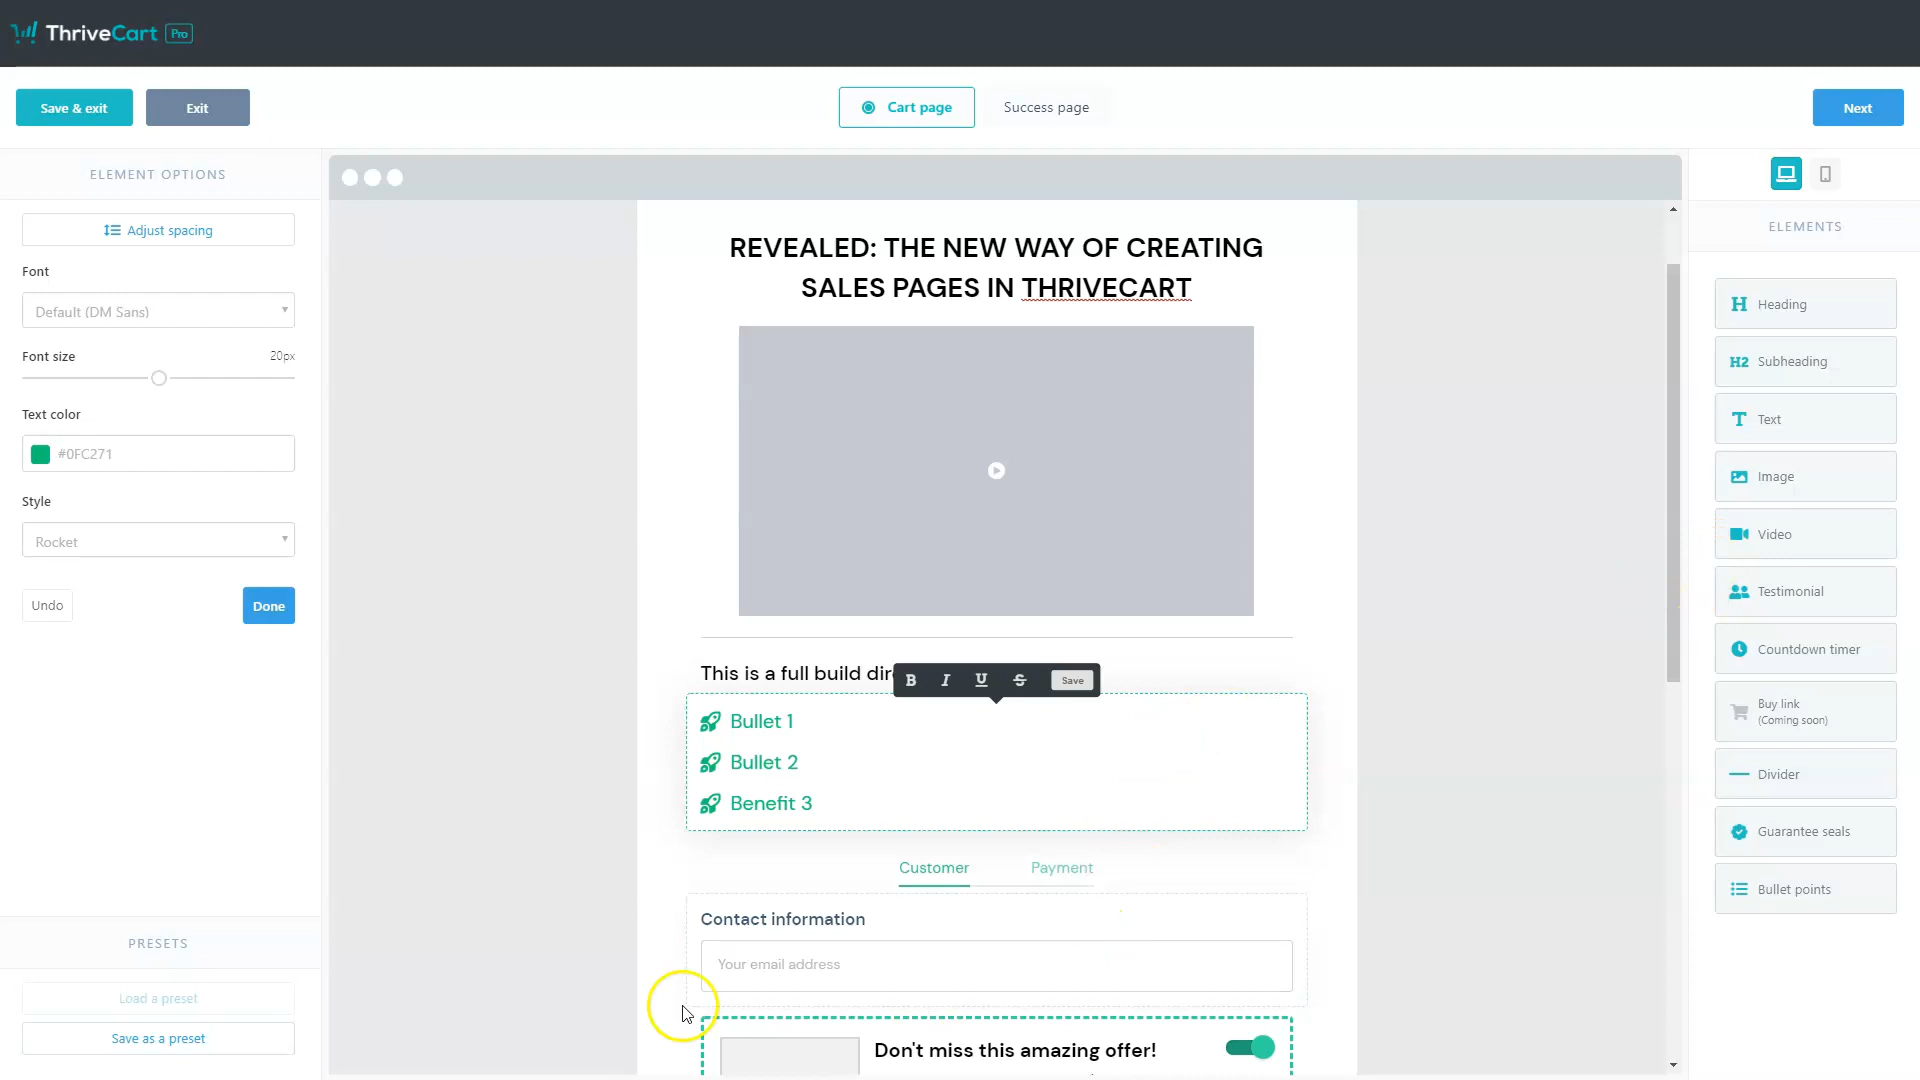 ThriveCart Pro
Save & exit
Exit
Cart page
Success page
Next
ELEMENT OPTIONS
Adjust spacing
Font
Default (DM Sans)
Font size
20px
Text color
#0FC271
Style
Rocket
Undo
Done
PRESETS
Load a preset
Save as a preset
REVEALED: THE NEW WAY OF CREATING
SALES PAGES IN THRIVECART
This is a full build dir
B I U S Save
Bullet 1
Bullet 2
Benefit 3
Customer
Payment
Contact information
Your email address
Don't miss this amazing offer!
ELEMENTS
H Heading
H2 Subheading
T Text
Image
Video
Testimonial
Countdown timer
Buy link
(Coming soon)
Divider
Guarantee seals
Bullet points